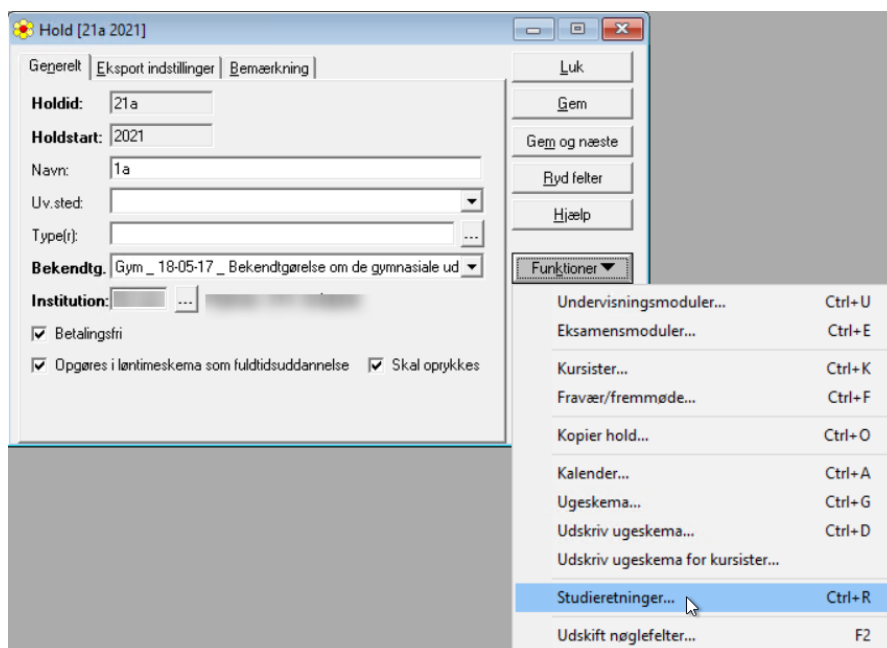 Hold [21a 2021]
Generelt Eksport indstillinger Bemærkning
Holdid: 21a
Holdstart: 2021
Navn: 1a
Uv.sted:
Type(r): ...
Bekendtg. Gym _ 18-05-17 _ Bekendtgørelse om de gymnasiale ud
Institution: ...
Betalingsfri
Opgøres i løntimeskema som fuldtidsuddannelse Skal oprykkes
Luk
Gem
Gem og næste
Ryd felter
Hjælp
Funktioner
Undervisningsmoduler... Ctrl+U
Eksamensmoduler... Ctrl+E
Kursister... Ctrl+K
Fravær/fremmøde... Ctrl+F
Kopier hold... Ctrl+O
Kalender... Ctrl+A
Ugeskema... Ctrl+G
Udskriv ugeskema... Ctrl+D
Udskriv ugeskema for kursister...
Studieretninger... Ctrl+R
Udskift nøglefelter... F2